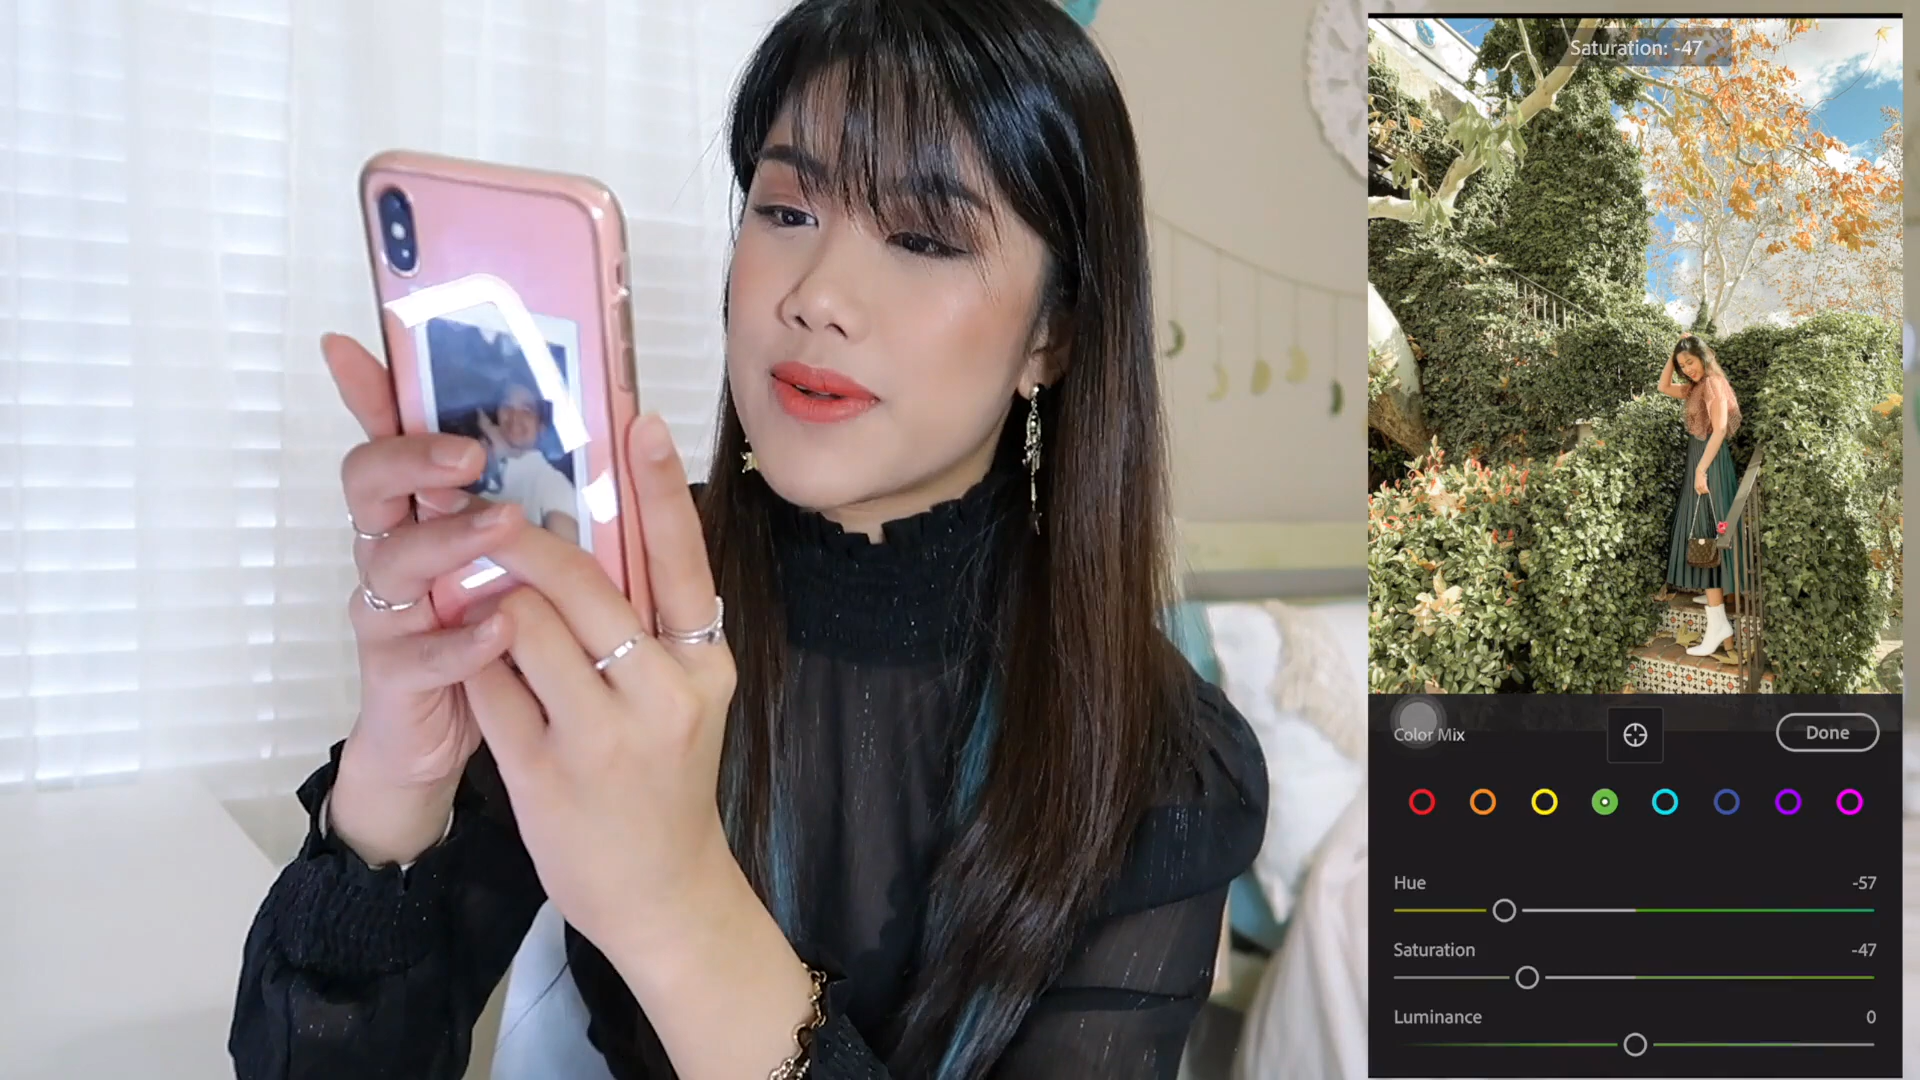 Saturation: -47
Color Mix
Done
Hue -57
Saturation -47
Luminance 0